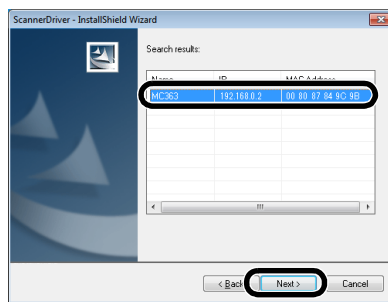 ScannerDriver - InstallShield Wizard
Search results:
Name IP MAC Address
MC363 192.168.0.2 00 80 87 84 9C 9B
< Back Next > Cancel